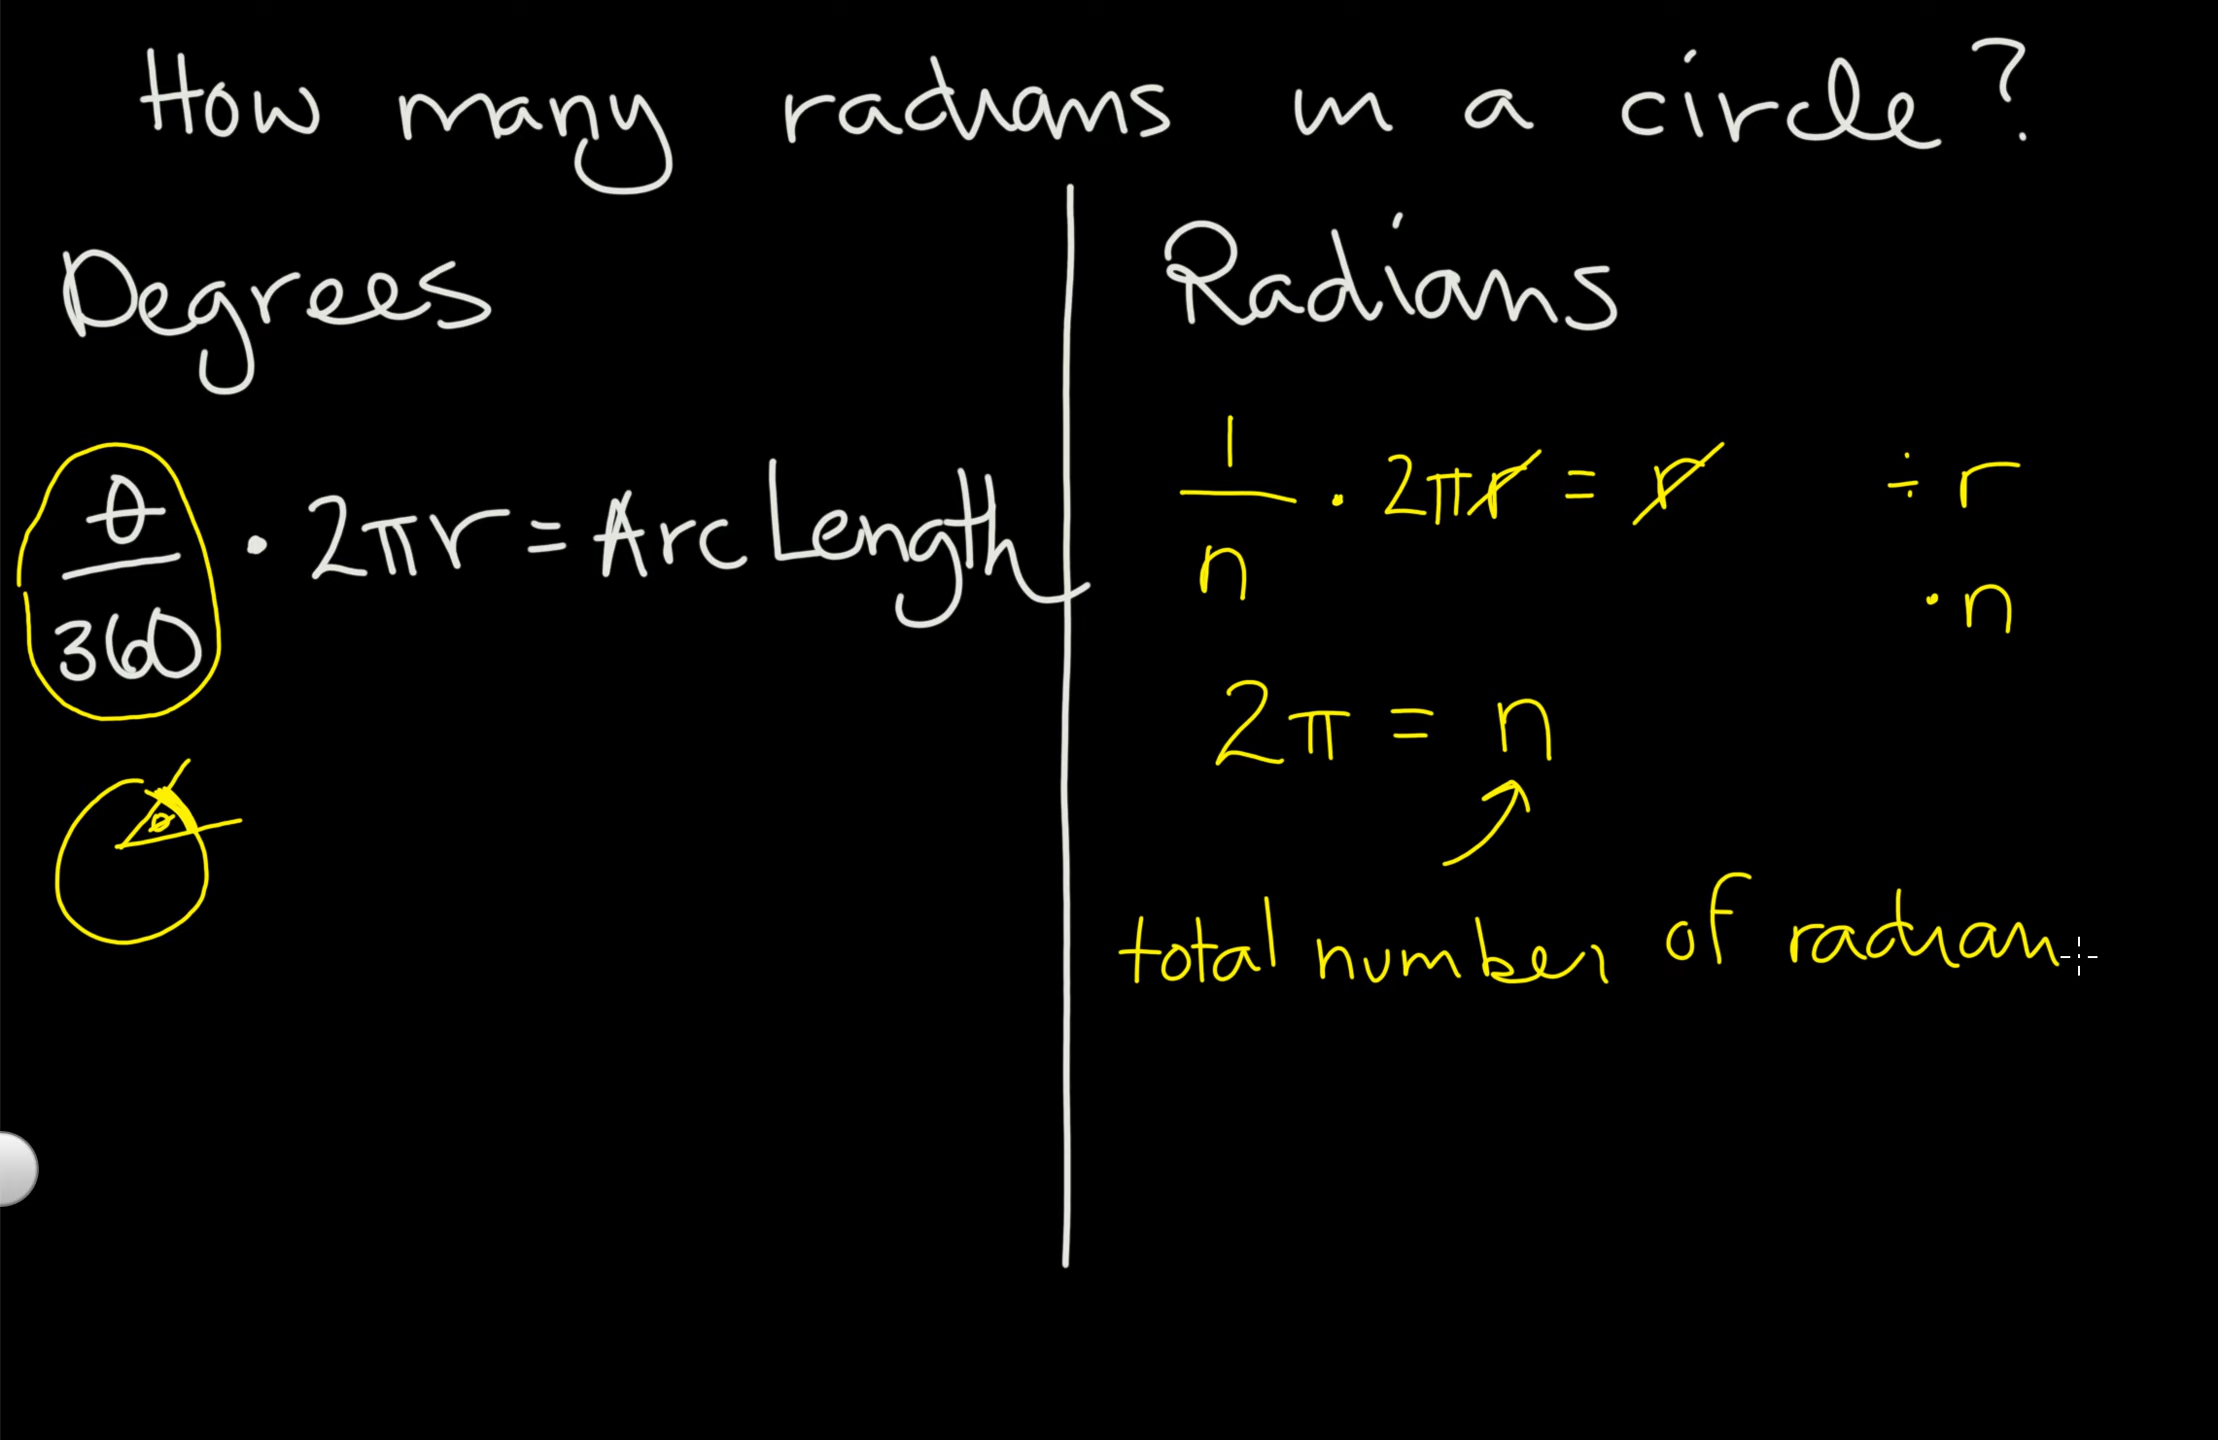 How many radians in a circle?
Degrees
θ/360 · 2πr = Arc Length
θ
Radians
1/n · 2πr = r ÷ r
· n
2π = n
total number of radian